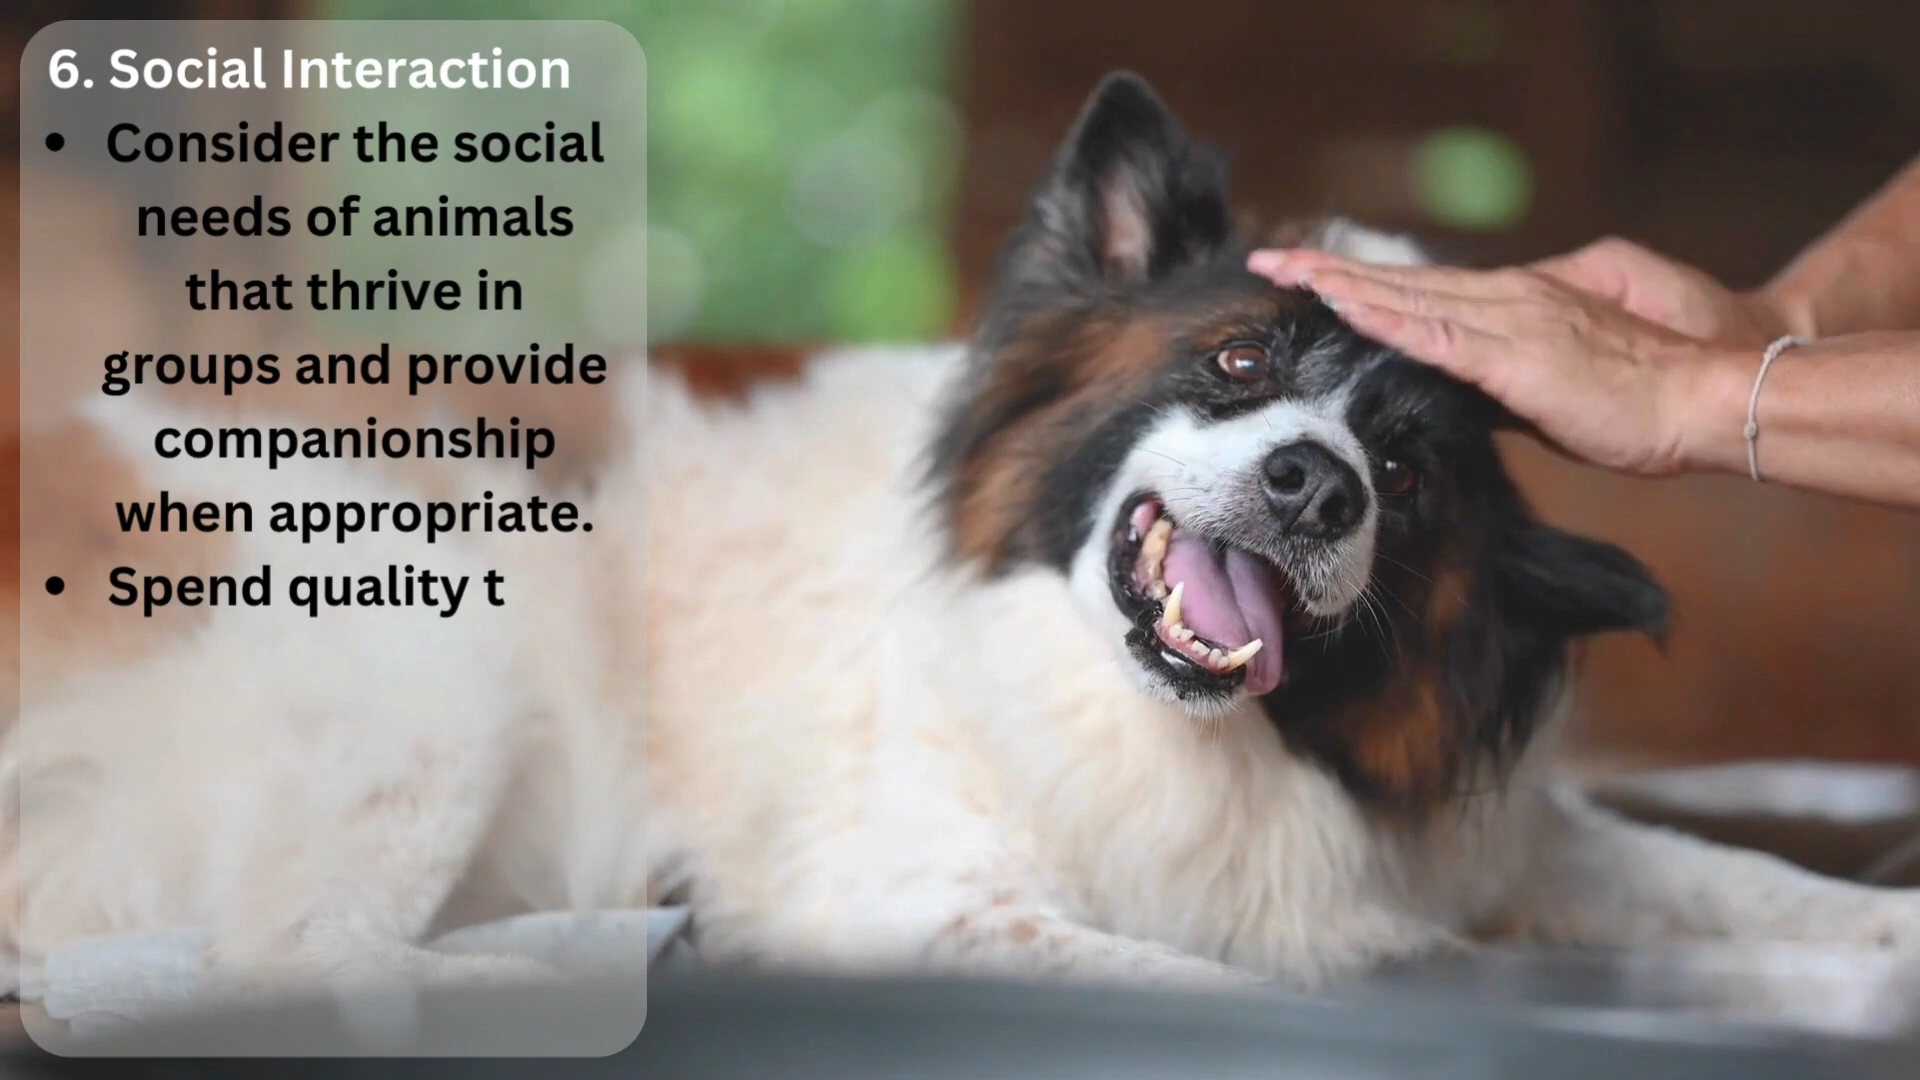 6. Social Interaction
• Consider the social
needs of animals
that thrive in
groups and provide
companionship
when appropriate.
• Spend quality t